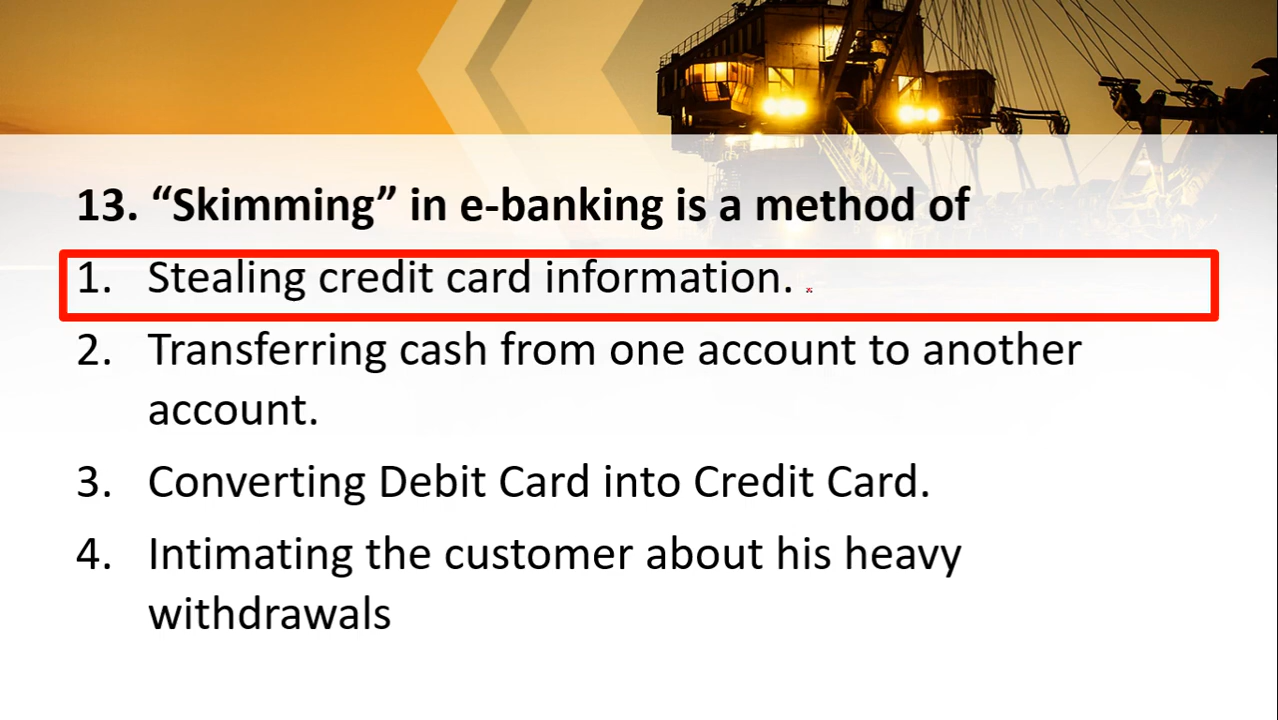 13. “Skimming” in e-banking is a method of
1. Stealing credit card information.
2. Transferring cash from one account to another
account.
3. Converting Debit Card into Credit Card.
4. Intimating the customer about his heavy
withdrawals